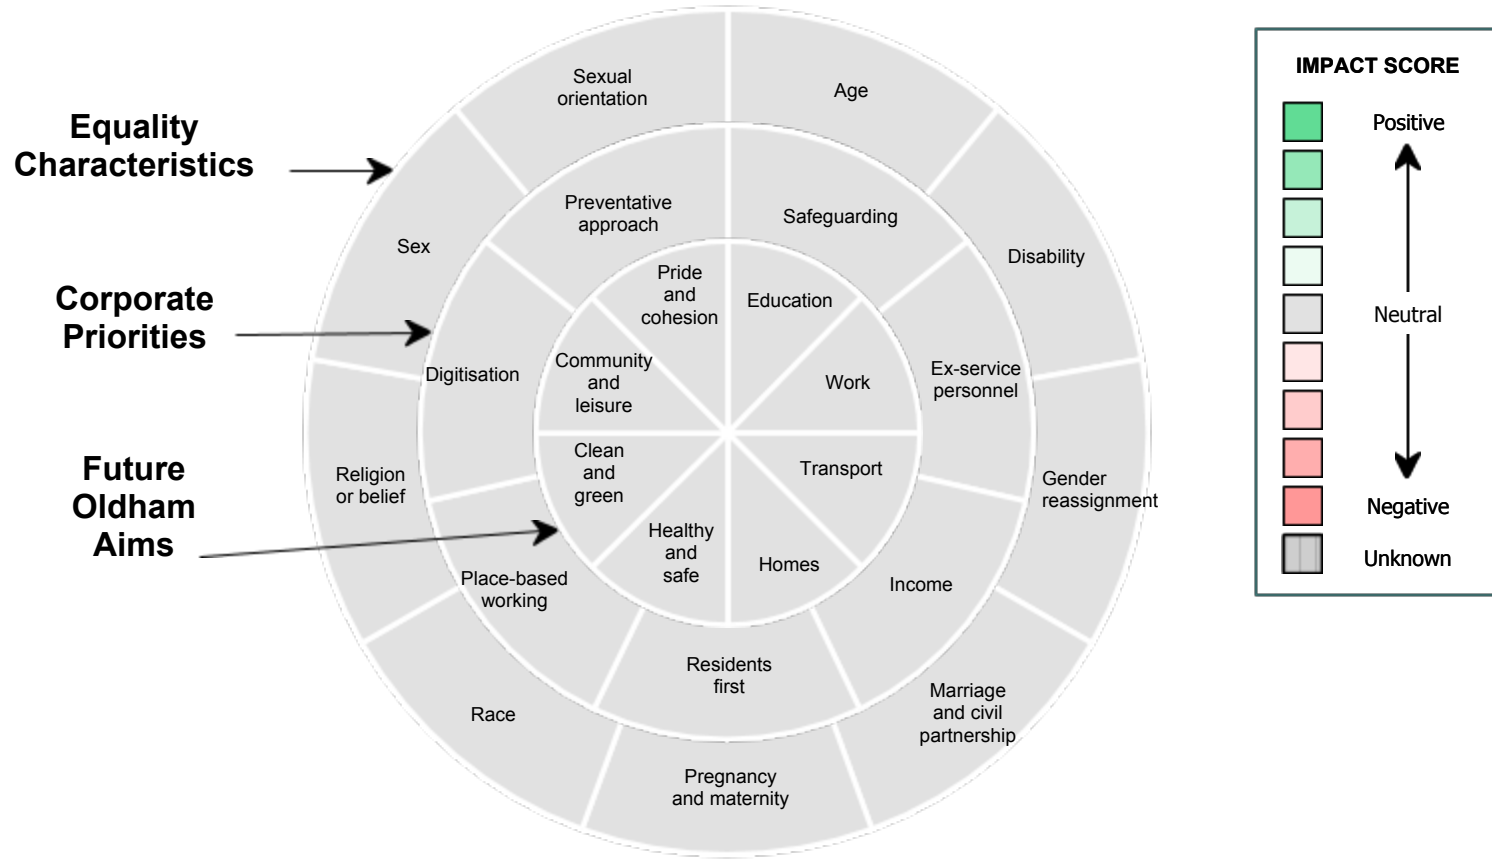 Equality
Characteristics
Corporate
Priorities
Future
Oldham
Aims
Sexual
orientation
Age
Disability
Gender
reassignment
Marriage
and civil
partnership
Pregnancy
and maternity
Race
Religion
or belief
Sex
Preventative
approach
Safeguarding
Ex-service
personnel
Income
Residents
first
Place-based
working
Digitisation
Pride
and
cohesion
Education
Work
Transport
Homes
Healthy
and
safe
Clean
and
green
Community
and
leisure
IMPACT SCORE
Positive
Neutral
Negative
Unknown